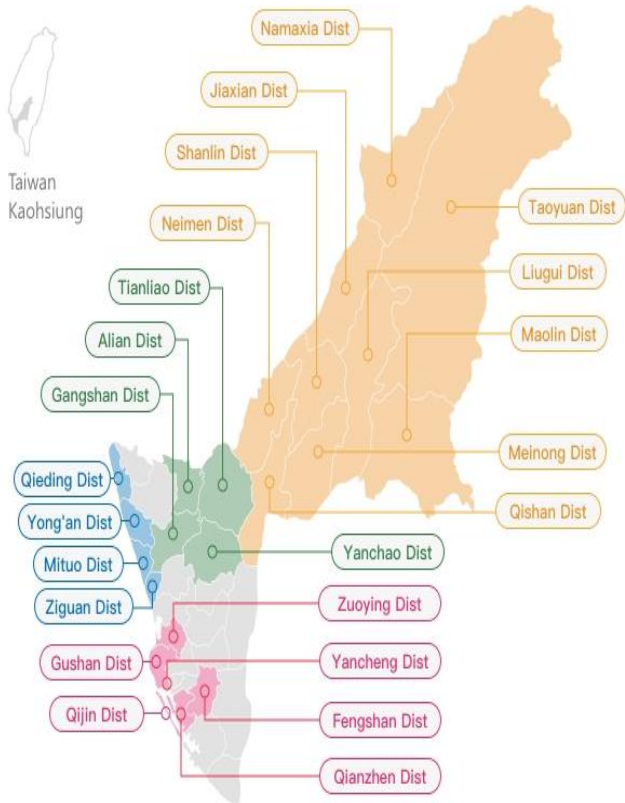 Namaxia Dist
Jiaxian Dist
Shanlin Dist
Taiwan
Kaohsiung
Taoyuan Dist
Neimen Dist
Liugui Dist
Tianliao Dist
Maolin Dist
Alian Dist
Gangshan Dist
Meinong Dist
Qieding Dist
Qishan Dist
Yong'an Dist
Yanchao Dist
Mituo Dist
Ziguan Dist
Zuoying Dist
Gushan Dist
Yancheng Dist
Qijin Dist
Fengshan Dist
Qianzhen Dist